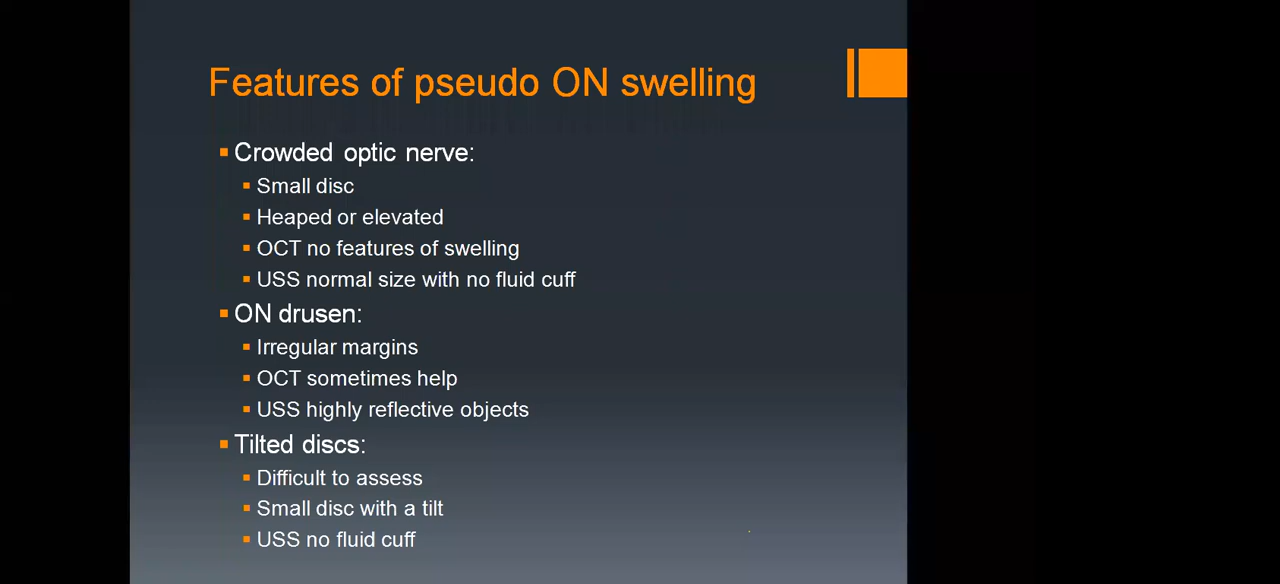 Features of pseudo ON swelling
Crowded optic nerve:
Small disc
Heaped or elevated
OCT no features of swelling
USS normal size with no fluid cuff
ON drusen:
Irregular margins
OCT sometimes help
USS highly reflective objects
Tilted discs:
Difficult to assess
Small disc with a tilt
USS no fluid cuff